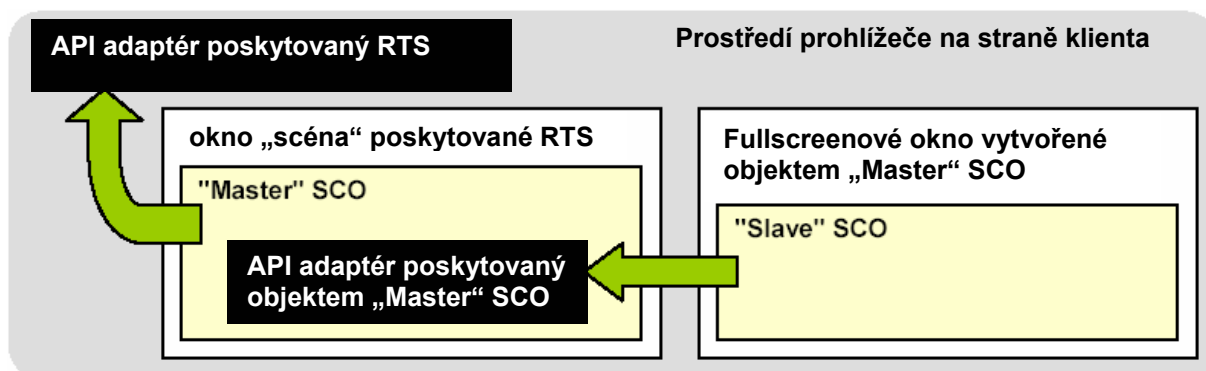 API adaptér poskytovaný RTS
Prostředí prohlížeče na straně klienta
okno „scéna“ poskytované RTS
"Master" SCO
API adaptér poskytovaný
objektem „Master“ SCO
Fullscreenové okno vytvořené
objektem „Master“ SCO
"Slave" SCO